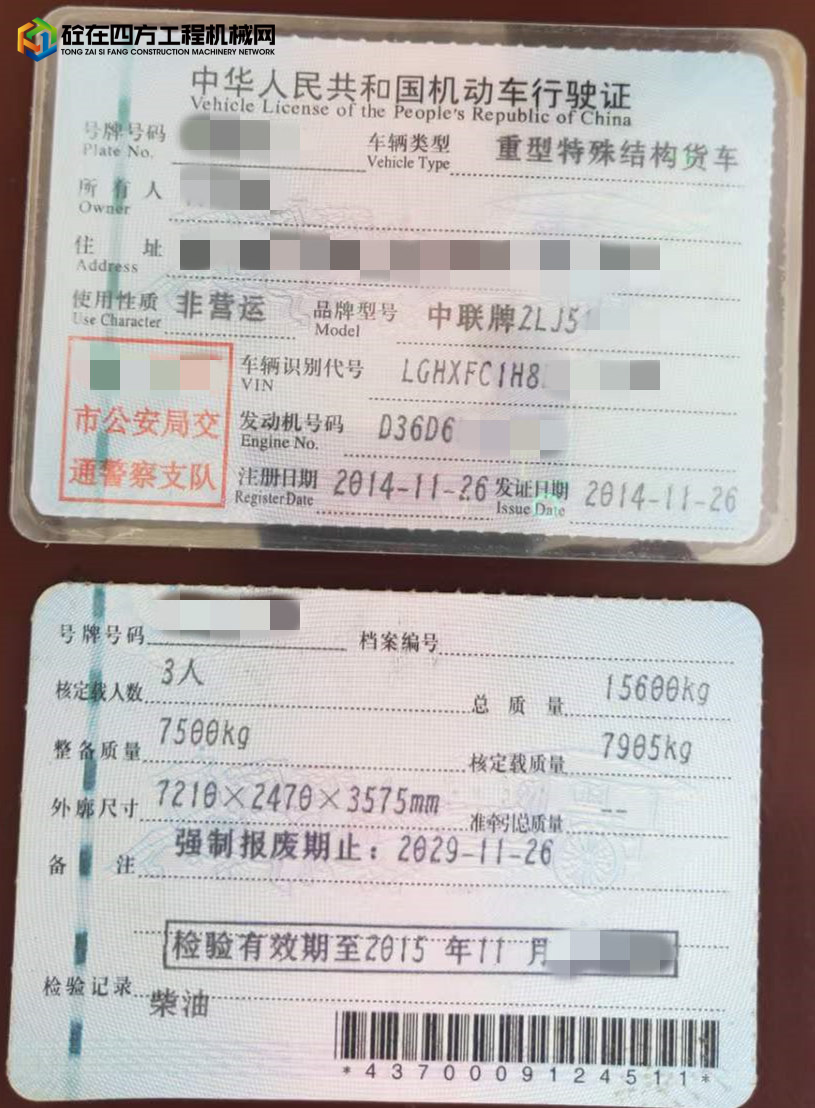 砼在四方工程机械网
TONG ZAI SI FANG CONSTRUCTION MACHINERY NETWORK
中华人民共和国机动车行驶证
Vehicle License of the People's Republic of China
号牌号码 车辆类型 重型特殊结构货车
Plate No. Vehicle Type
所有人
Owner
住址
Address
使用性质 非营运 品牌型号 中联牌ZLJ5
Use Character Model
车辆识别代号 LGHXFC1H8
VIN
市公安局交
通警察支队
发动机号码 D36D6
Engine No.
注册日期 2014-11-26 发证日期 2014-11-26
Register Date Issue Date
号牌号码 档案编号
核定载人数 3人 总质量 15600kg
整备质量 7500kg 核定载质量 7905kg
外廓尺寸 7210×2470×3575mm 准牵引总质量 --
备注 强制报废期止：2029-11-26
检验有效期至2015 年11 月
检验记录 柴油
*4370009124511*